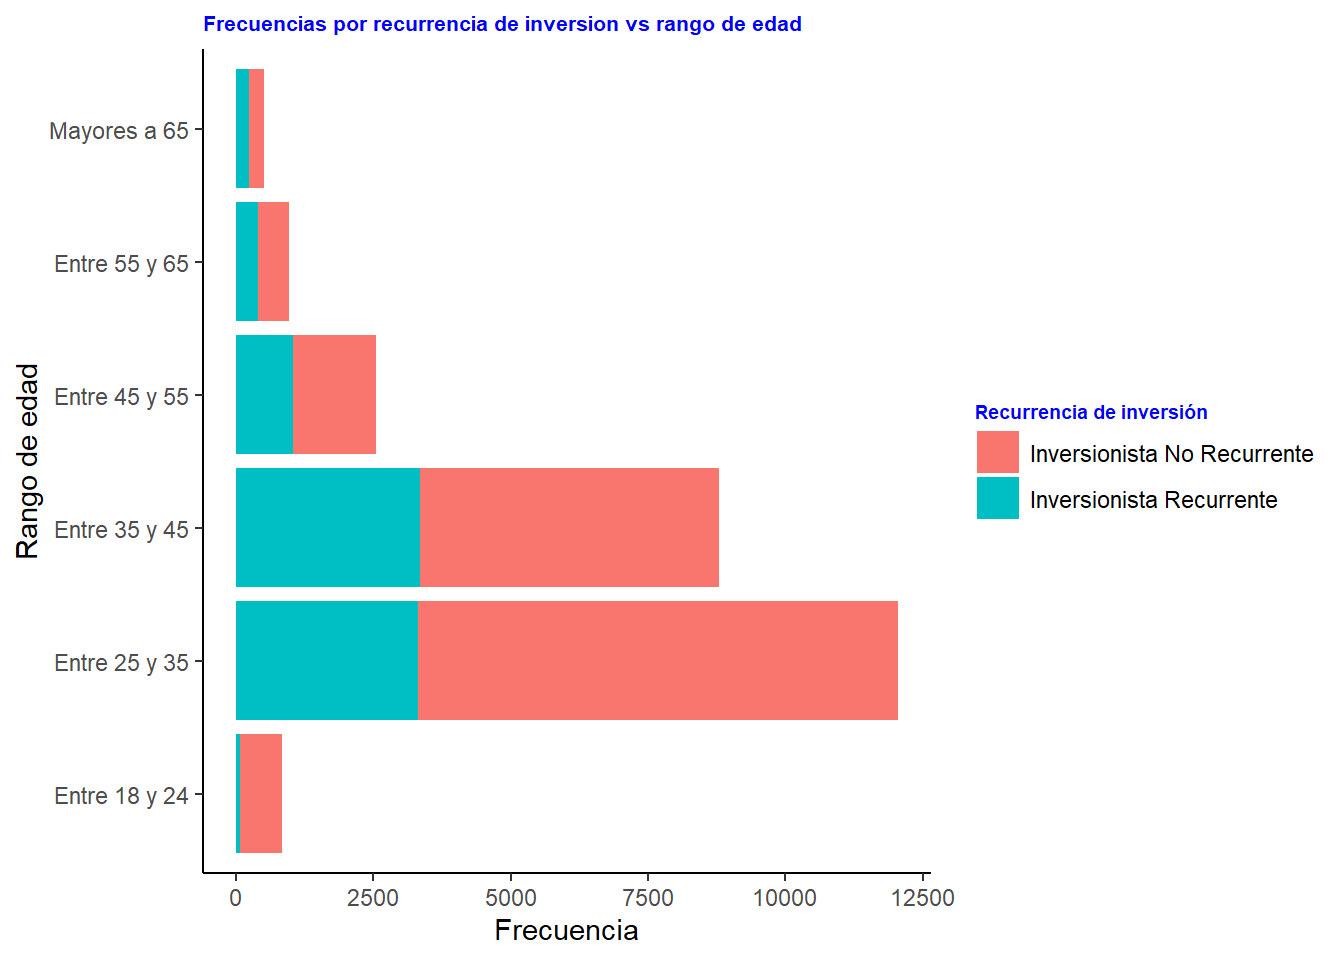 Frecuencias por recurrencia de inversion vs rango de edad
Mayores a 65
Entre 55 y 65
Entre 45 y 55
Entre 35 y 45
Entre 25 y 35
Entre 18 y 24
Rango de edad
0 2500 5000 7500 10000 12500
Frecuencia
Recurrencia de inversión
Inversionista No Recurrente
Inversionista Recurrente